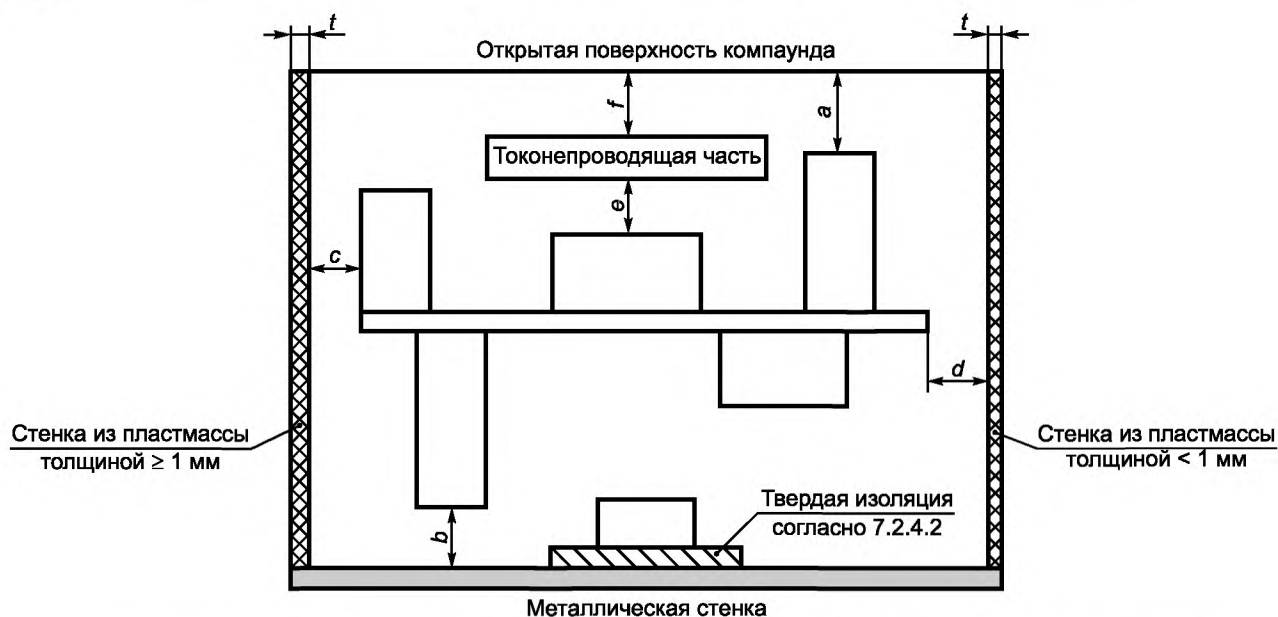 t
t
Открытая поверхность компаунда
f
a
Токонепроводящая часть
e
c
d
Стенка из пластмассы
толщиной ≥ 1 мм
Стенка из пластмассы
толщиной < 1 мм
Твердая изоляция
согласно 7.2.4.2
b
Металлическая стенка